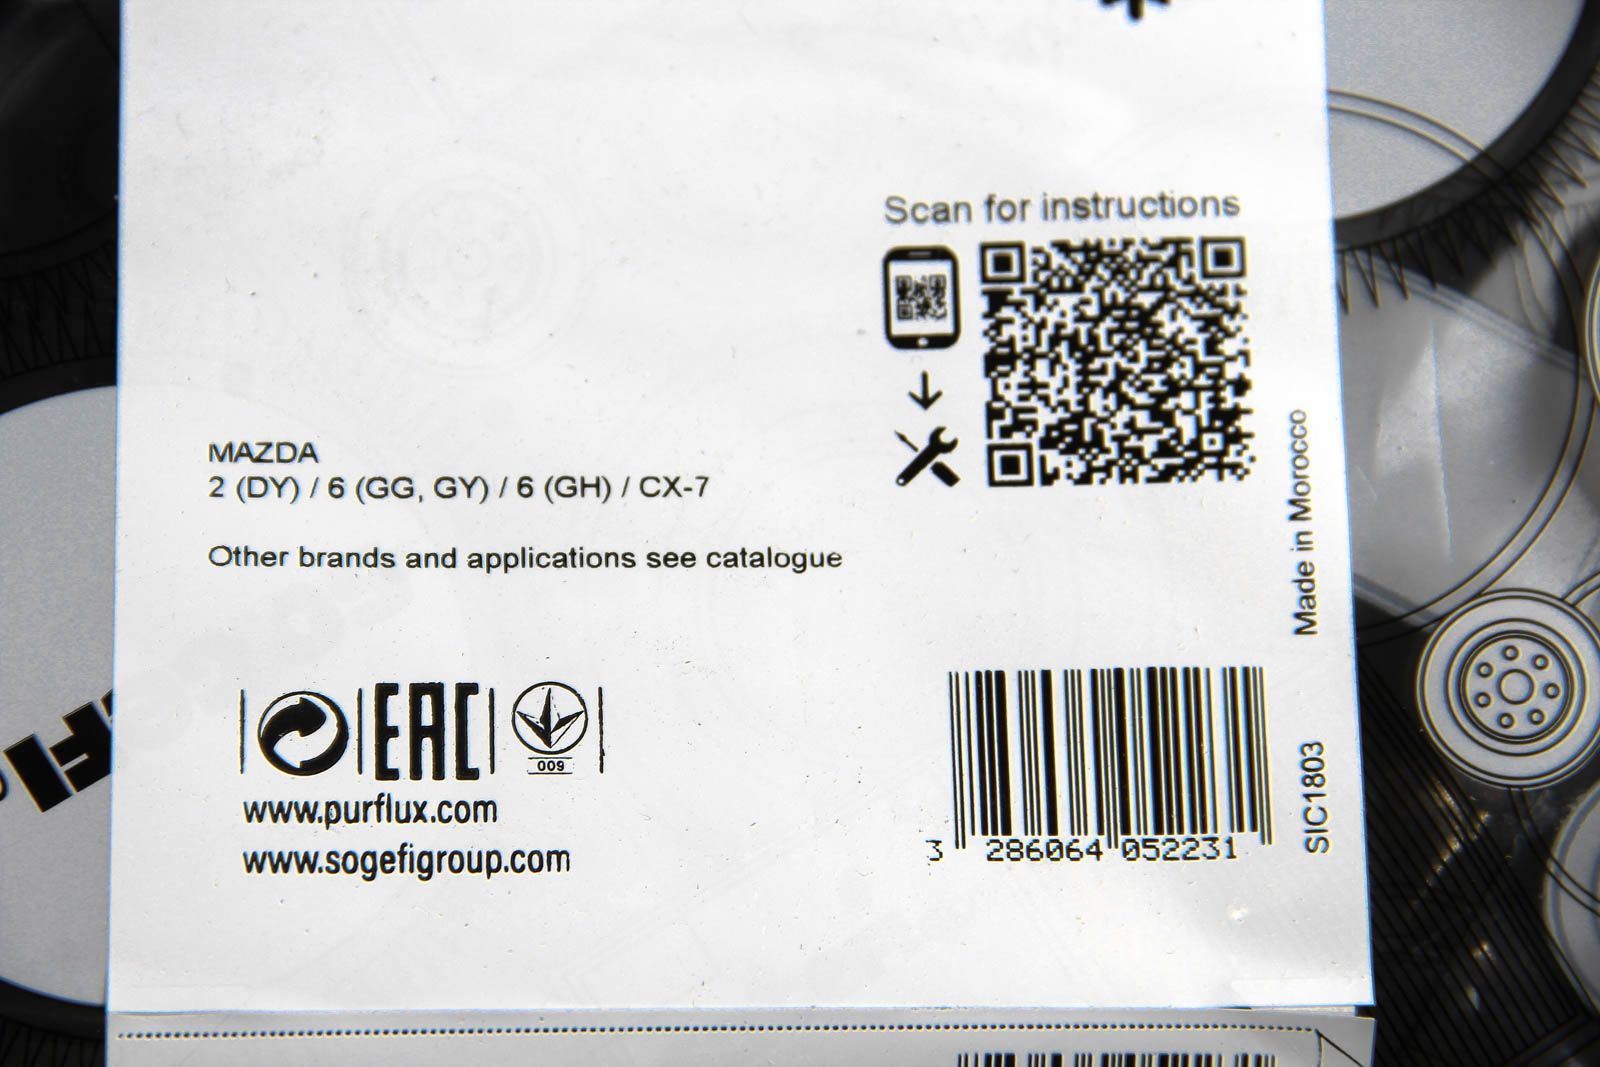 Scan for instructions
MAZDA
2 (DY) / 6 (GG, GY) / 6 (GH) / CX-7
Other brands and applications see catalogue
Made in Morocco
EAC
009
www.purflux.com
www.sogefigroup.com
3 286064 052231
SIC1803
FI